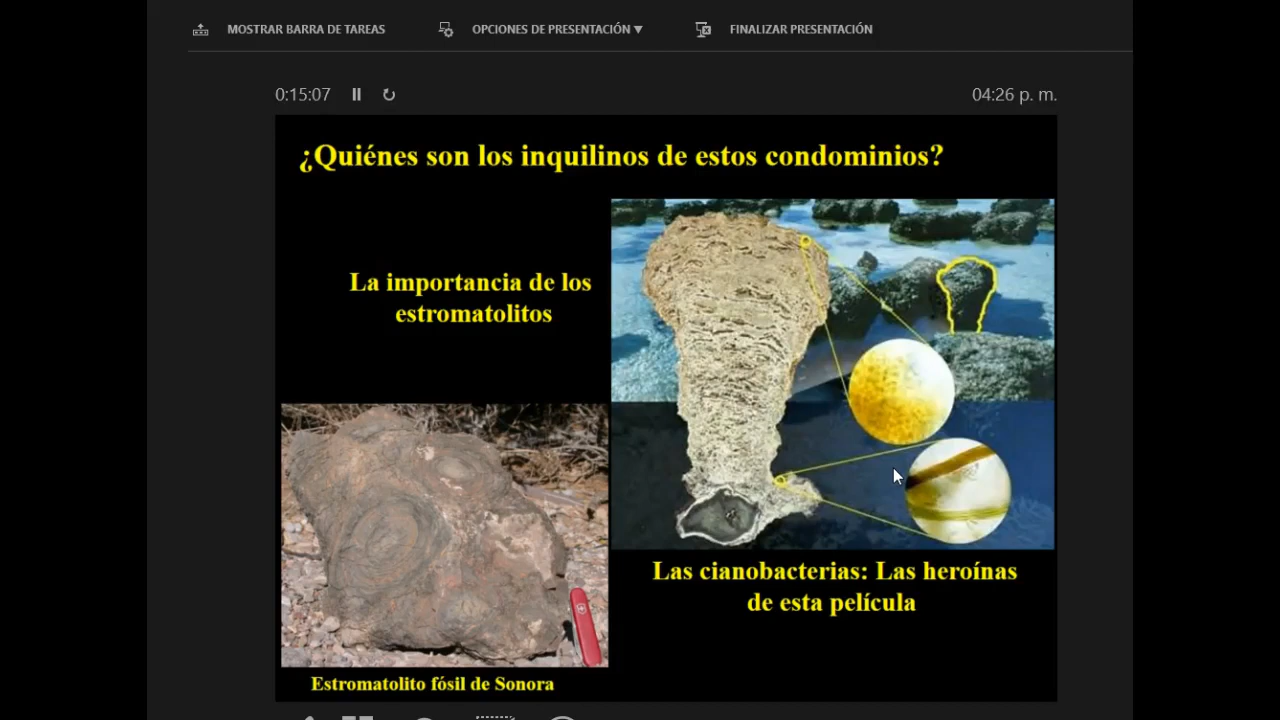 MOSTRAR BARRA DE TAREAS
OPCIONES DE PRESENTACIÓN ▼
FINALIZAR PRESENTACIÓN
0:15:07
04:26 p. m.
¿Quiénes son los inquilinos de estos condominios?
La importancia de los
estromatolitos
Las cianobacterias: Las heroínas
de esta película
Estromatolito fósil de Sonora